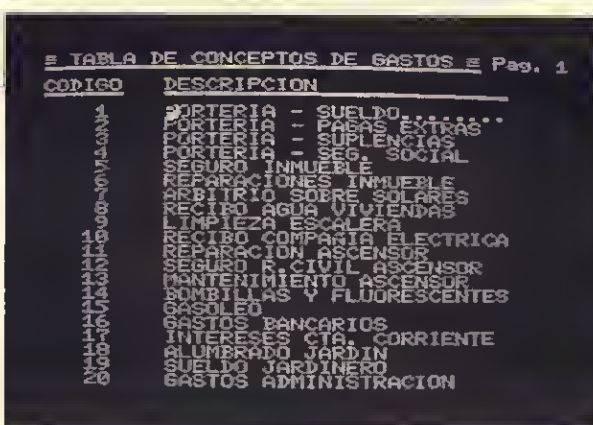 = TABLA DE CONCEPTOS DE GASTOS = Pag. 1
CODIGO DESCRIPCION
1 PORTERIA - SUELDO........
2 PORTERIA - PAGAS EXTRAS
3 PORTERIA - SUPLENCIAS
4 PORTERIA - SEG. SOCIAL
5 SEGURO INMUEBLE
6 REPARACIONES INMUEBLE
7 ARBITRIO SOBRE SOLARES
8 RECIBO AGUA VIVIENDAS
9 LIMPIEZA ESCALERA
10 RECIBO COMPAÑIA ELECTRICA
11 REPARACION ASCENSOR
12 SEGURO R.CIVIL ASCENSOR
13 MANTENIMIENTO ASCENSOR
14 BOMBILLAS Y FLUORESCENTES
15 GASOLEO
16 GASTOS BANCARIOS
17 INTERESES CTA. CORRIENTE
18 ALUMBRADO JARDIN
19 SUELDO JARDINERO
20 GASTOS ADMINISTRACION